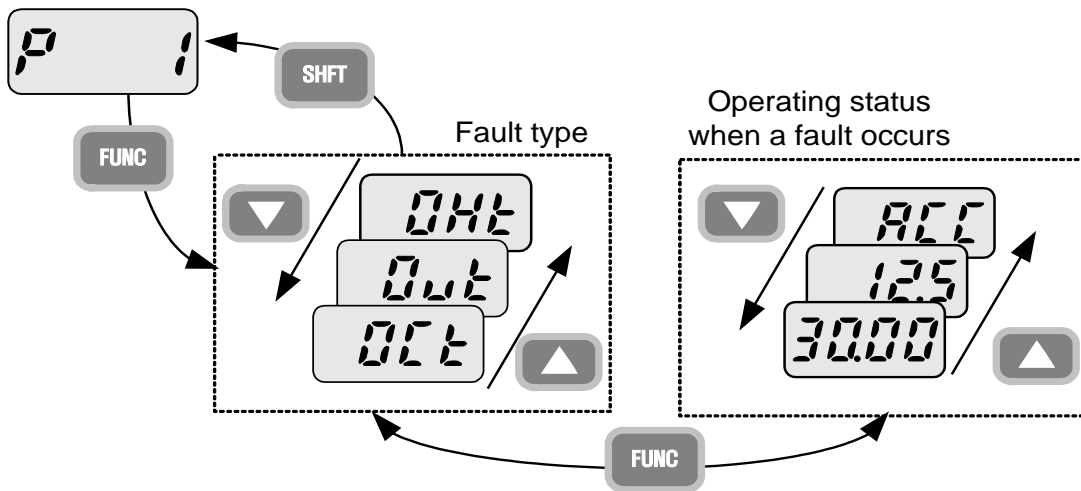 P 1
SHFT
FUNC
Fault type
OHt
Out
OCt
Operating status
when a fault occurs
ACC
12.5
30.00
FUNC